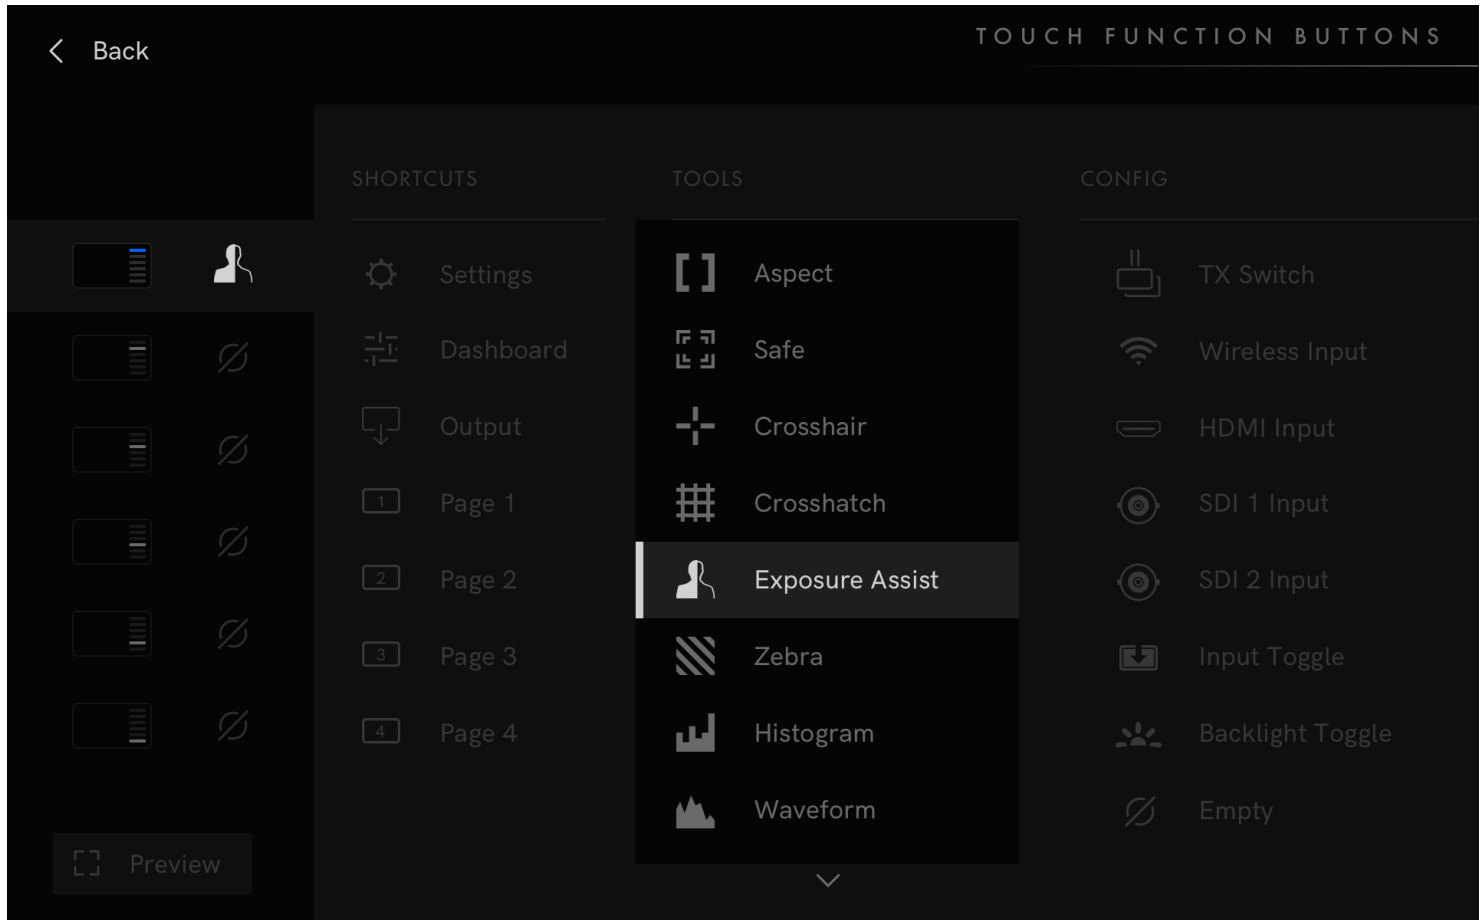 Back
TOUCH FUNCTION BUTTONS
SHORTCUTS
Settings
Dashboard
Output
1 Page 1
2 Page 2
3 Page 3
4 Page 4
TOOLS
Aspect
Safe
Crosshair
Crosshatch
Exposure Assist
Zebra
Histogram
Waveform
CONFIG
TX Switch
Wireless Input
HDMI Input
SDI 1 Input
SDI 2 Input
Input Toggle
Backlight Toggle
Empty
Preview